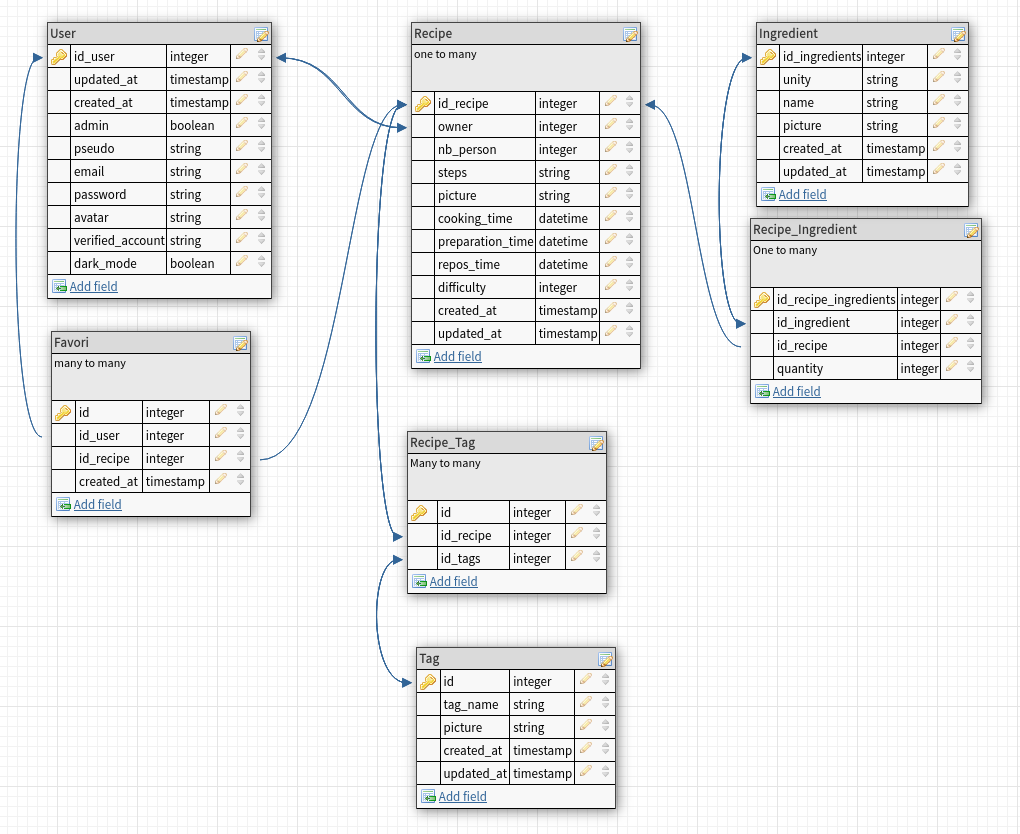 User
id_user integer
updated_at timestamp
created_at timestamp
admin boolean
pseudo string
email string
password string
avatar string
verified_account string
dark_mode boolean
Add field
Favori
many to many
id integer
id_user integer
id_recipe integer
created_at timestamp
Add field
Recipe
one to many
id_recipe integer
owner integer
nb_person integer
steps string
picture string
cooking_time datetime
preparation_time datetime
repos_time datetime
difficulty integer
created_at timestamp
updated_at timestamp
Add field
Recipe_Tag
Many to many
id integer
id_recipe integer
id_tags integer
Add field
Tag
id integer
tag_name string
picture string
created_at timestamp
updated_at timestamp
Add field
Ingredient
id_ingredients integer
unity string
name string
picture string
created_at timestamp
updated_at timestamp
Add field
Recipe_Ingredient
One to many
id_recipe_ingredients integer
id_ingredient integer
id_recipe integer
quantity integer
Add field